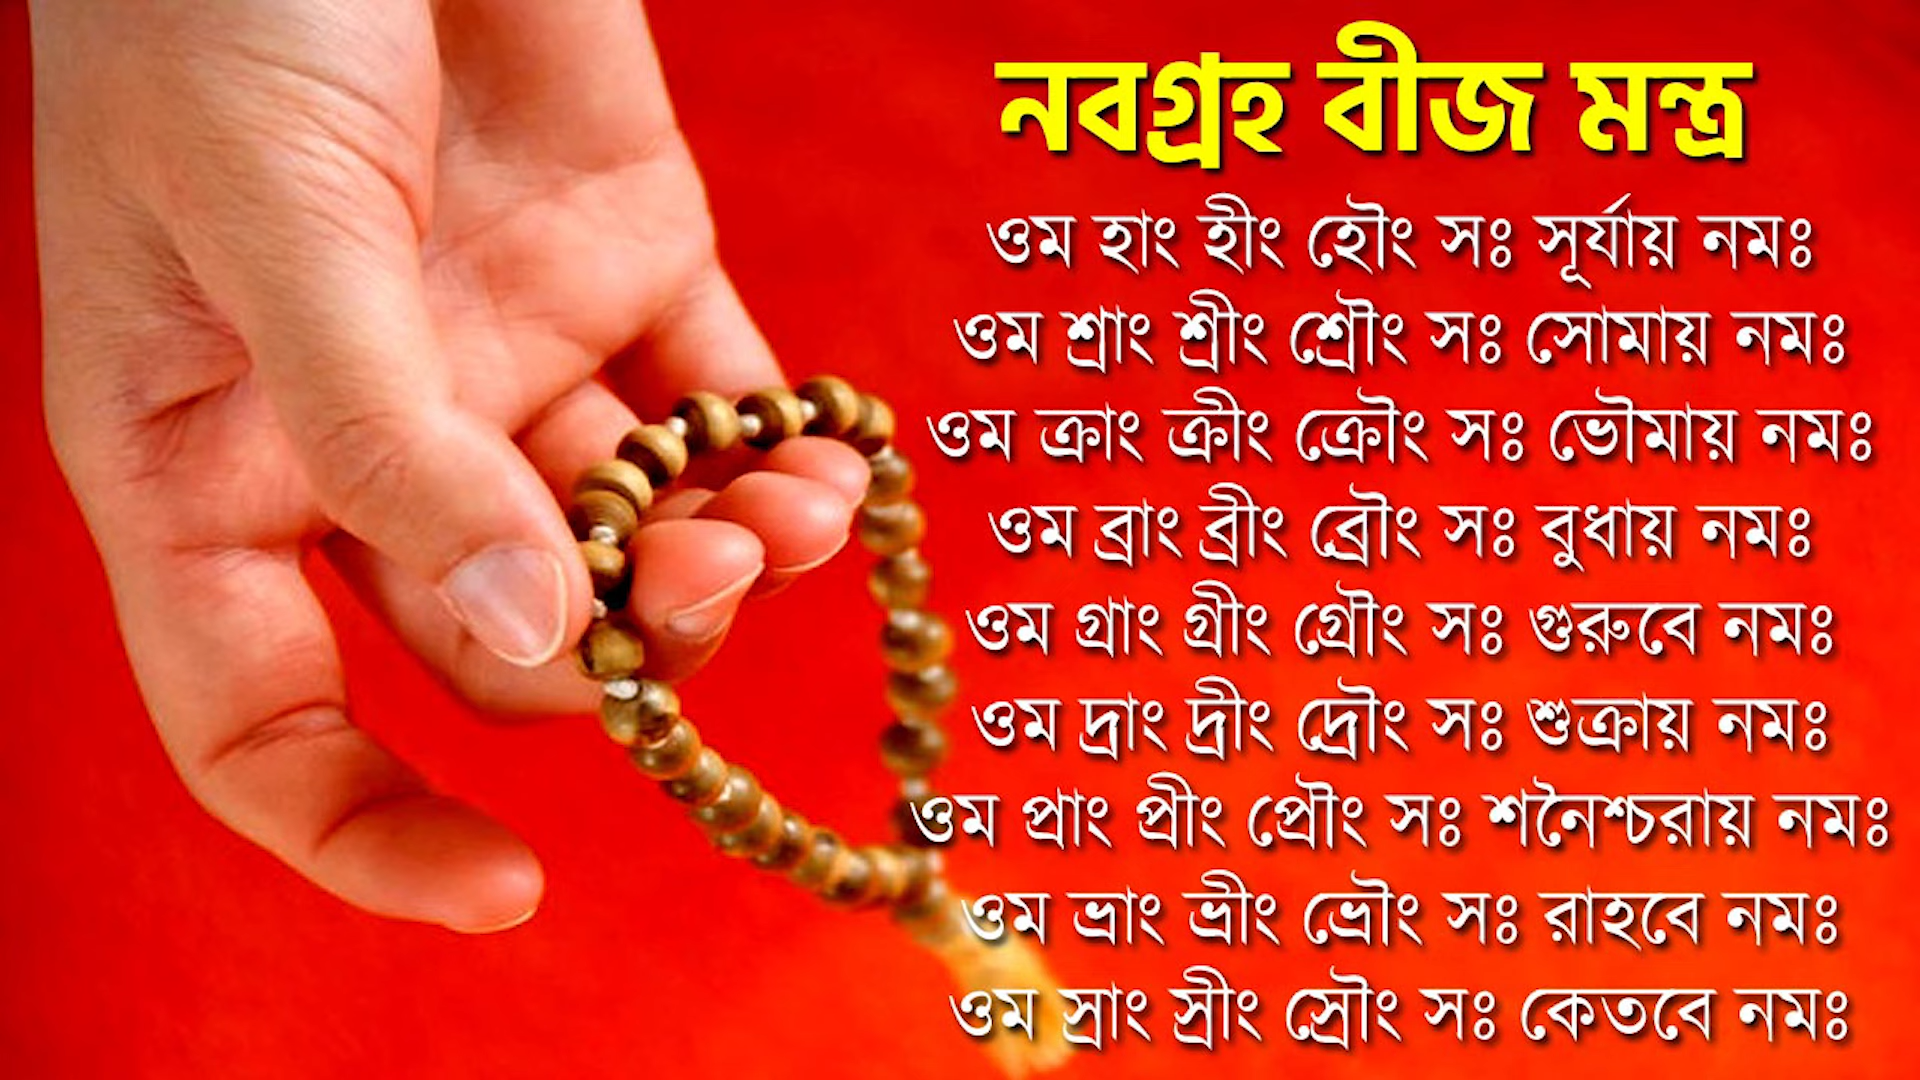 নবগ্রহ বীজ মন্ত্র
ওম হাং হীং হৌং সঃ সূর্যায় নমঃ
ওম শ্রাং শ্রীং শ্রৌং সঃ সোমায় নমঃ
ওম ক্রাং ক্রীং ক্রৌং সঃ ভৌমায় নমঃ
ওম ব্রাং ব্রীং ব্রৌং সঃ বুধায় নমঃ
ওম গ্রাং গ্রীং গ্রৌং সঃ গুরুবে নমঃ
ওম দ্রাং দ্রীং দ্রৌং সঃ শুক্রায় নমঃ
ওম প্রাং প্রীং প্রৌং সঃ শনৈশ্চরায় নমঃ
ওম ভ্রাং ভ্রীং ভ্রৌং সঃ রাহবে নমঃ
ওম স্রাং স্রীং স্রৌং সঃ কেতবে নমঃ